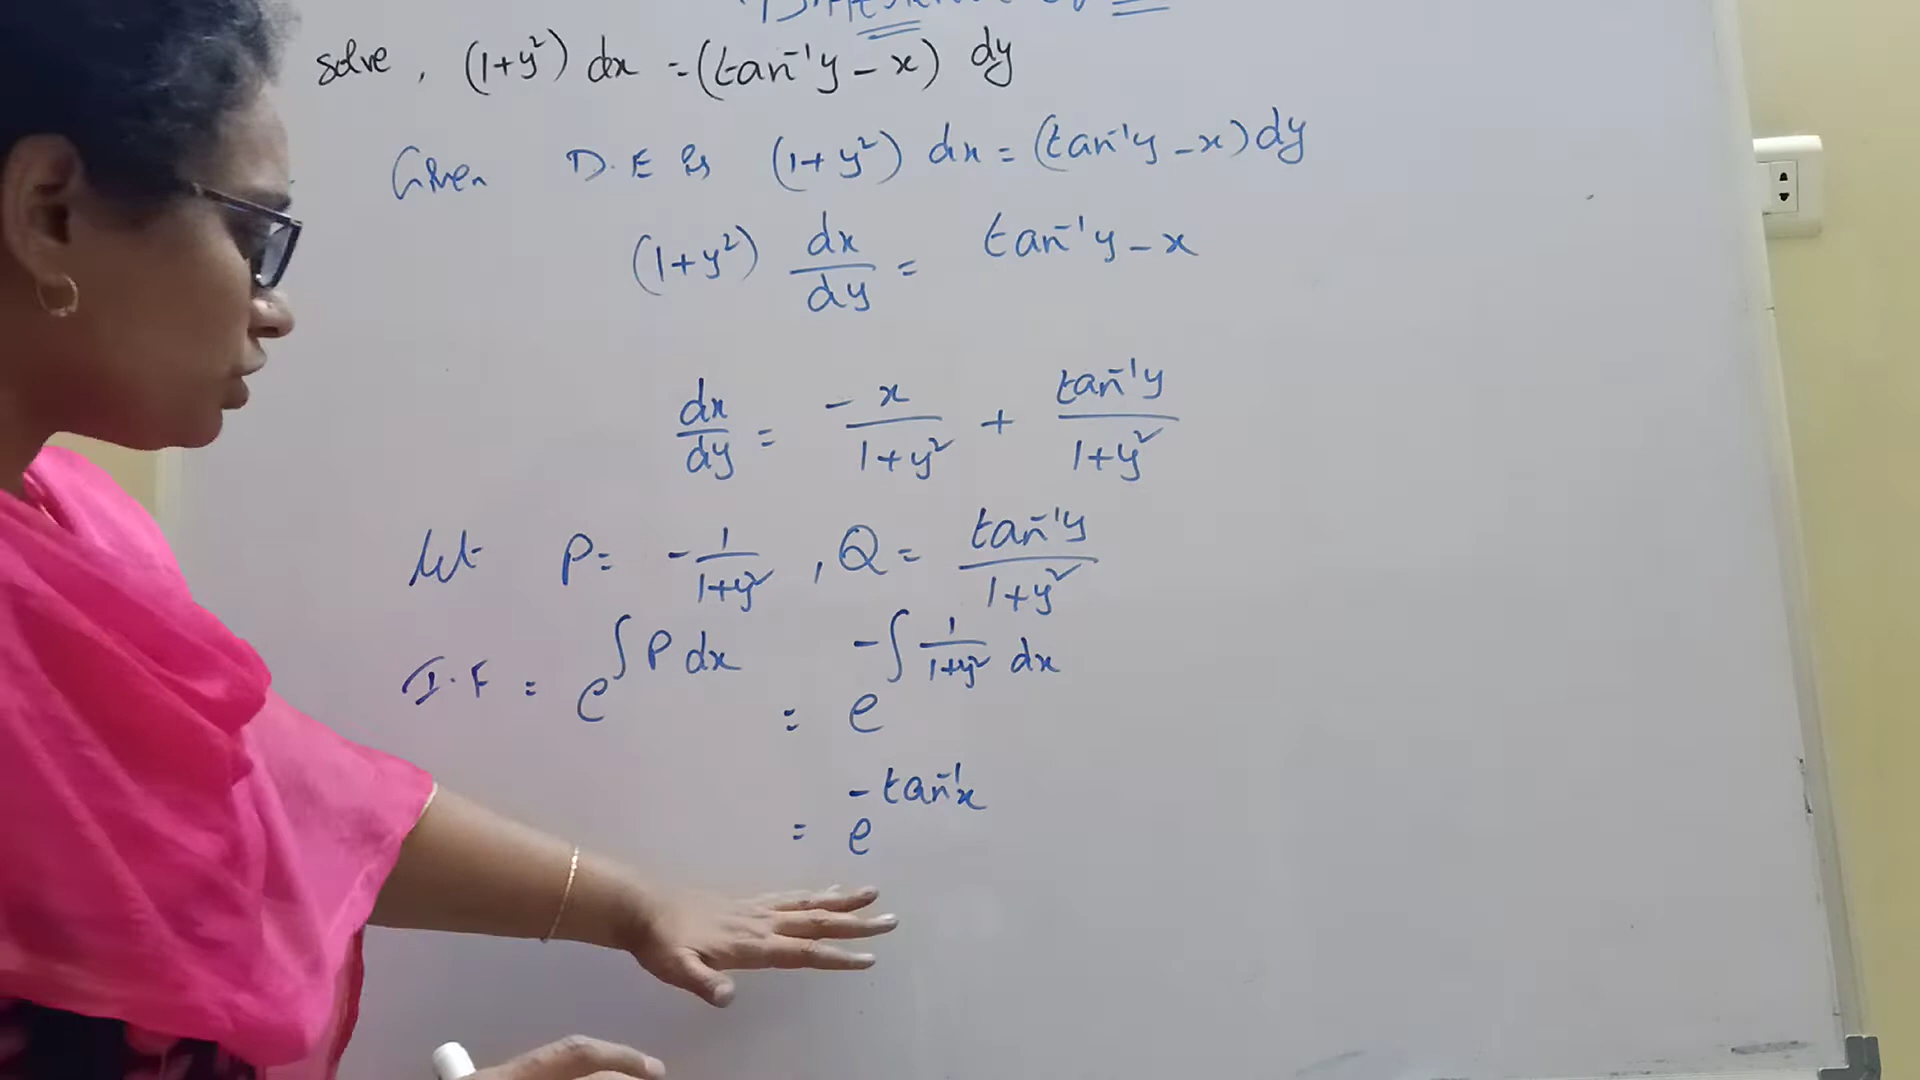 solve, (1+y²) dx = (tan⁻¹y - x) dy
Given D.E is (1+y²) dx = (tan⁻¹y - x) dy
(1+y²) dx/dy = tan⁻¹y - x
dx/dy = - x/1+y² + tan⁻¹y/1+y²
let P = - 1/1+y² , Q = tan⁻¹y/1+y²
I.F = e^∫P dx = e^-∫ 1/1+y² dx
= e^-tan⁻¹x